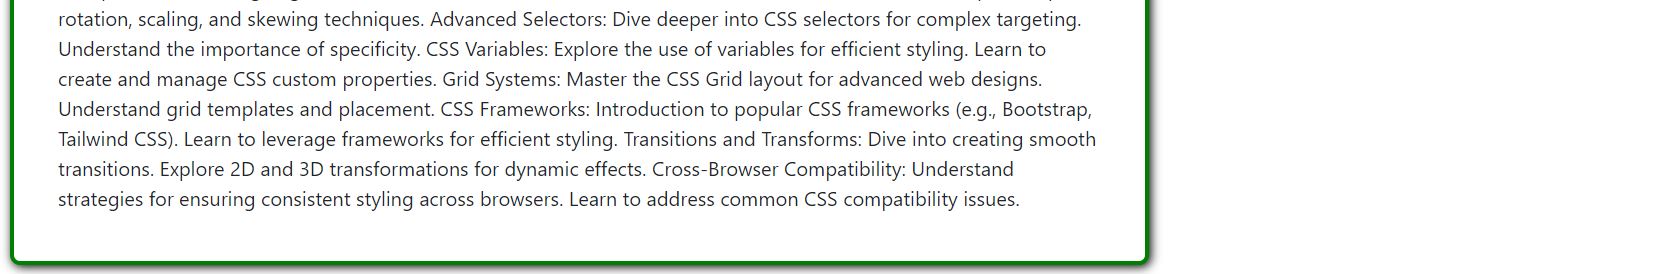 rotation, scaling, and skewing techniques. Advanced Selectors: Dive deeper into CSS selectors for complex targeting.
Understand the importance of specificity. CSS Variables: Explore the use of variables for efficient styling. Learn to
create and manage CSS custom properties. Grid Systems: Master the CSS Grid layout for advanced web designs.
Understand grid templates and placement. CSS Frameworks: Introduction to popular CSS frameworks (e.g., Bootstrap,
Tailwind CSS). Learn to leverage frameworks for efficient styling. Transitions and Transforms: Dive into creating smooth
transitions. Explore 2D and 3D transformations for dynamic effects. Cross-Browser Compatibility: Understand
strategies for ensuring consistent styling across browsers. Learn to address common CSS compatibility issues.